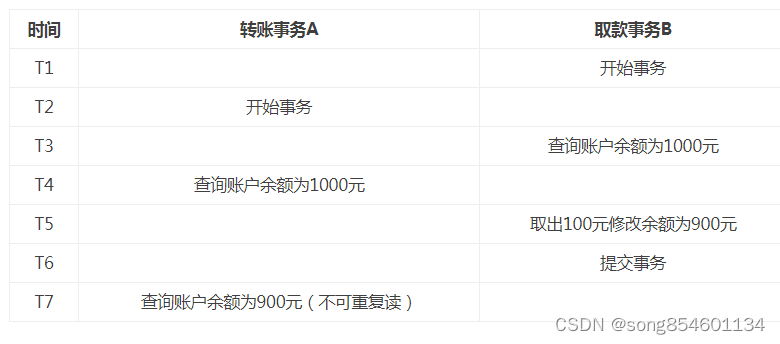 时间 转账事务A 取款事务B
T1 开始事务
T2 开始事务
T3 查询账户余额为1000元
T4 查询账户余额为1000元
T5 取出100元修改余额为900元
T6 提交事务
T7 查询账户余额为900元（不可重复读）
CSDN @song854601134